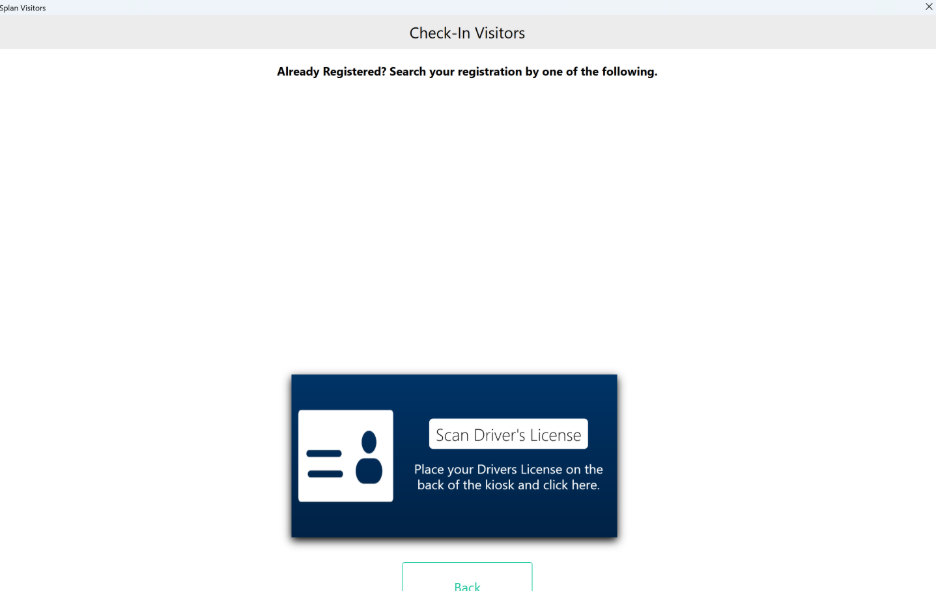 Splan Visitors
Check-In Visitors
Already Registered? Search your registration by one of the following.
Scan Driver's License
Place your Drivers License on the
back of the kiosk and click here.
Back